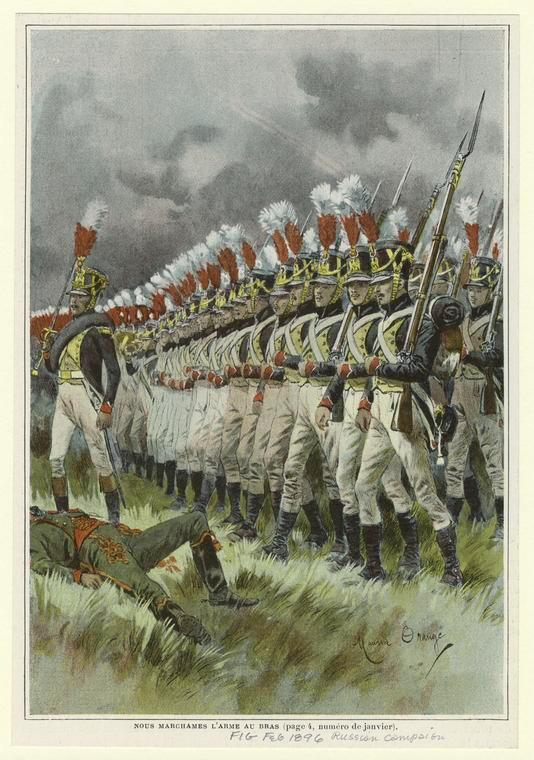 Maurice Orange
NOUS MARCHAMES L'ARME AU BRAS (page 4, numéro de janvier).
FIG Feb 1896 Russian Campaign